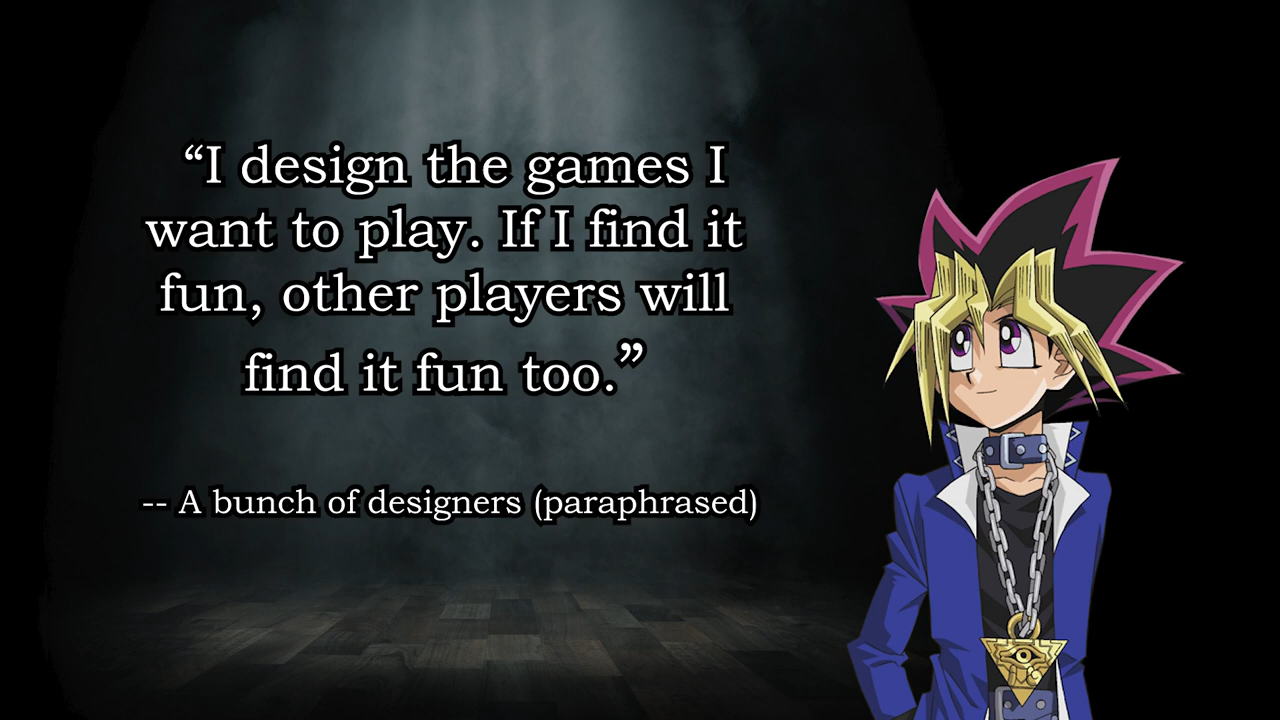 “I design the games I
want to play. If I find it
fun, other players will
find it fun too.”
-- A bunch of designers (paraphrased)